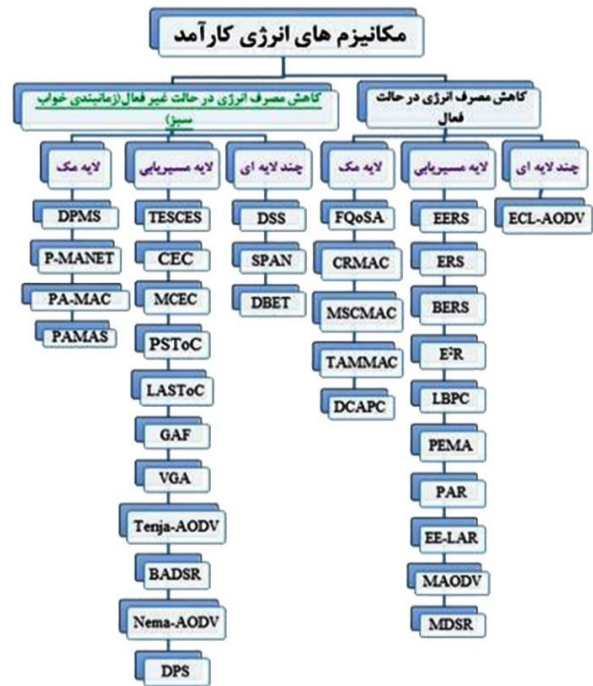 مکانیزم های انرژی کارآمد
کاهش مصرف انرژی در حالت
فعال
کاهش مصرف انرژی در حالت غیر فعال(زمانبندی خواب
سبز)
چند لایه ای
لایه مسیریابی
لایه مک
چند لایه ای
لایه مسیریابی
لایه مک
ECL-AODV
EERS
ERS
BERS
E²R
LBPC
PEMA
PAR
EE-LAR
MAODV
MDSR
FQoSA
CRMAC
MSCMAC
TAMMAC
DCAPC
DSS
SPAN
DBET
TESCES
CEC
MCEC
PSToC
LASToC
GAF
VGA
Tenja-AODV
BADSR
Nema-AODV
DPS
DPMS
P-MANET
PA-MAC
PAMAS